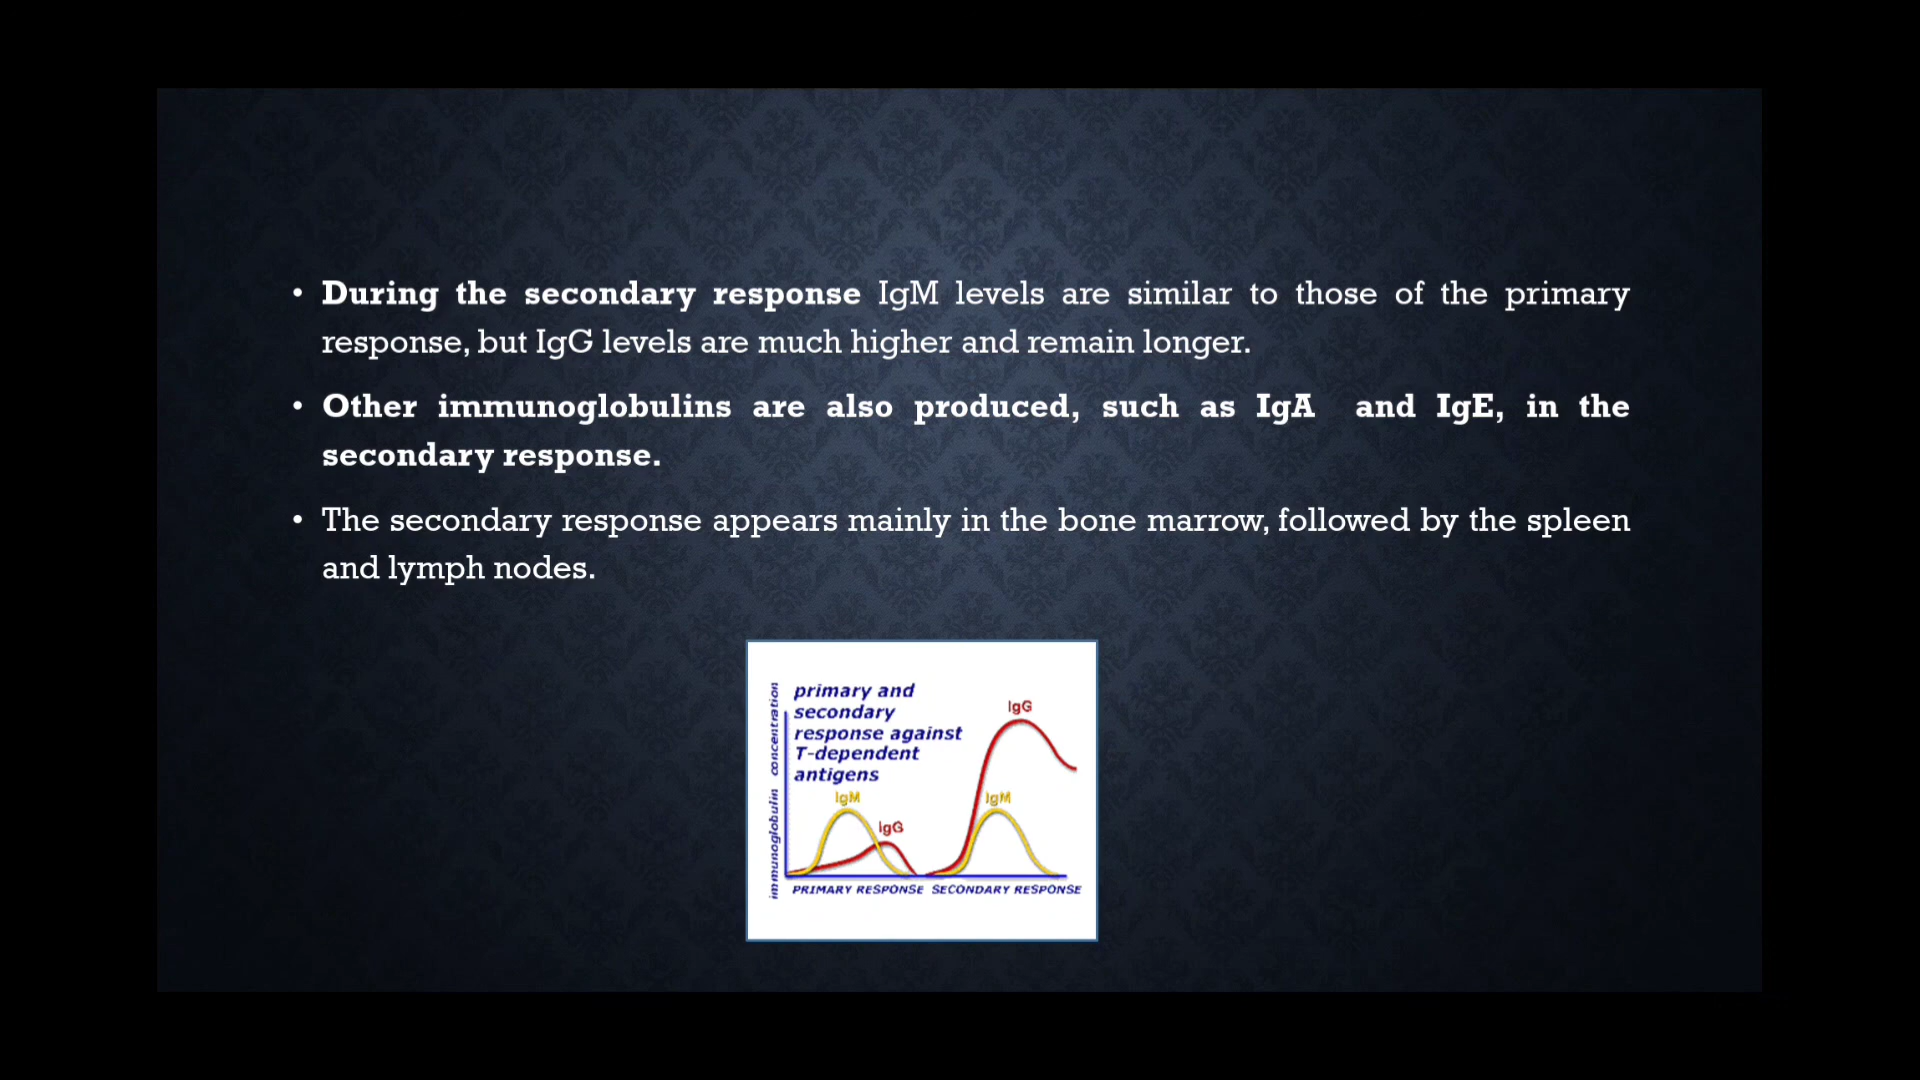 • During the secondary response IgM levels are similar to those of the primary
response, but IgG levels are much higher and remain longer.
• Other immunoglobulins are also produced, such as IgA and IgE, in the
secondary response.
• The secondary response appears mainly in the bone marrow, followed by the spleen
and lymph nodes.
immunoglobulin concentration
primary and
secondary
response against
T-dependent
antigens
IgG
IgM
IgG
IgM
PRIMARY RESPONSE SECONDARY RESPONSE